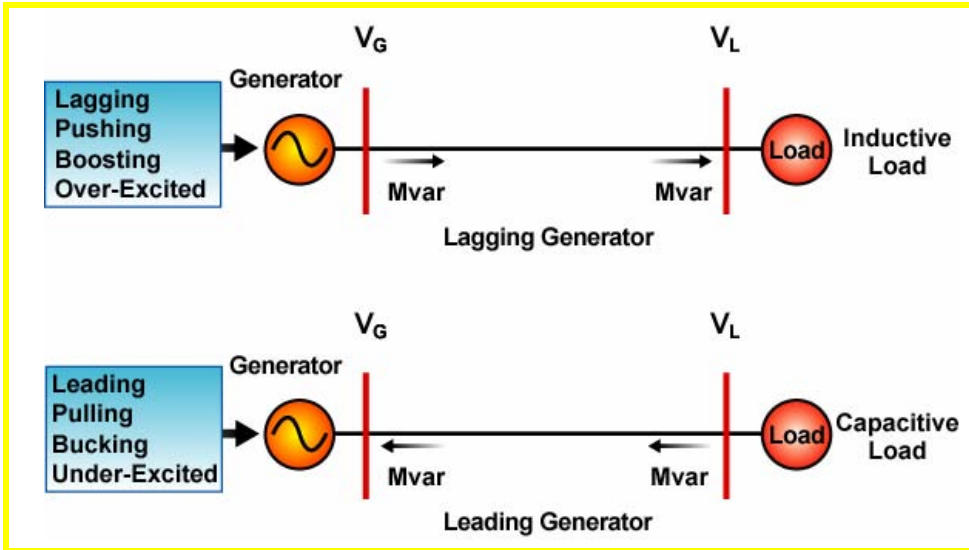 V_G V_L
Generator
Lagging
Pushing
Boosting
Over-Excited
Load
Inductive
Load
Mvar Mvar
Lagging Generator
V_G V_L
Generator
Leading
Pulling
Bucking
Under-Excited
Load
Capacitive
Load
Mvar Mvar
Leading Generator